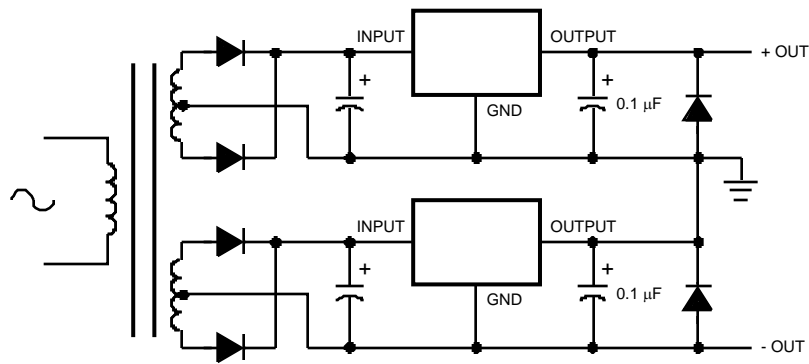 INPUT
OUTPUT
+ OUT
+
+
0.1 μF
GND
INPUT
OUTPUT
+
+
0.1 μF
GND
- OUT